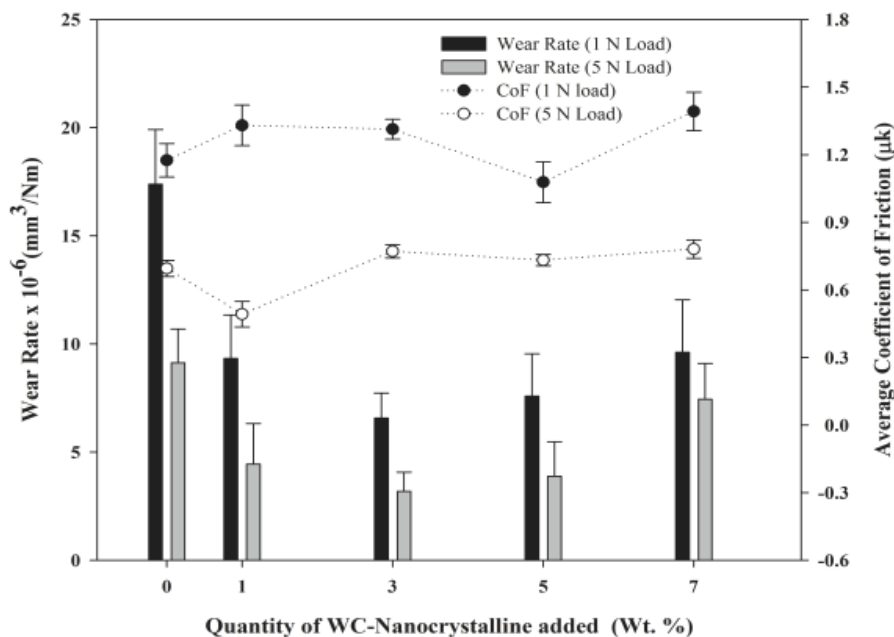 25
20
15
10
5
0
Wear Rate x 10⁻⁶(mm³/Nm)
Wear Rate (1 N Load)
Wear Rate (5 N Load)
CoF (1 N load)
CoF (5 N Load)
1.8
1.5
1.2
0.9
0.6
0.3
0.0
-0.3
-0.6
Average Coefficient of Friction (µk)
0 1 3 5 7
Quantity of WC-Nanocrystalline added (Wt. %)